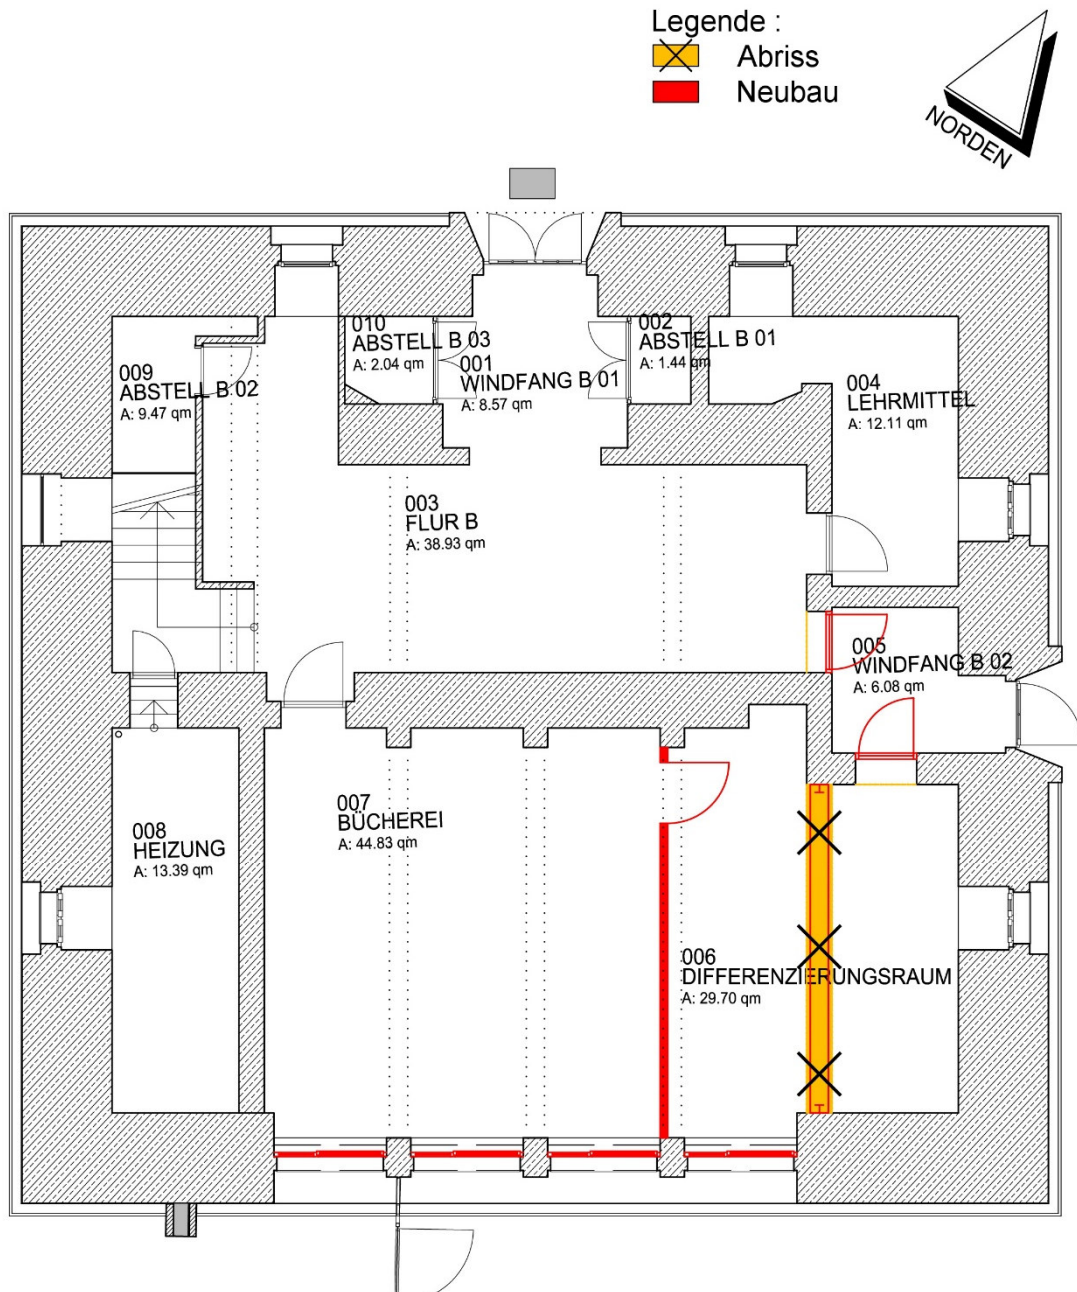 Legende :
Abriss
Neubau
NORDEN
010
ABSTELL B 03
A: 2.04 qm
002
ABSTELL B 01
A: 1.44 qm
001
WINDFANG B 01
A: 8.57 qm
009
ABSTELL B 02
A: 9.47 qm
004
LEHRMITTEL
A: 12.11 qm
003
FLUR B
A: 38.93 qm
005
WINDFANG B 02
A: 6.08 qm
007
BÜCHEREI
A: 44.83 qm
008
HEIZUNG
A: 13.39 qm
006
DIFFERENZIERUNGSRAUM
A: 29.70 qm